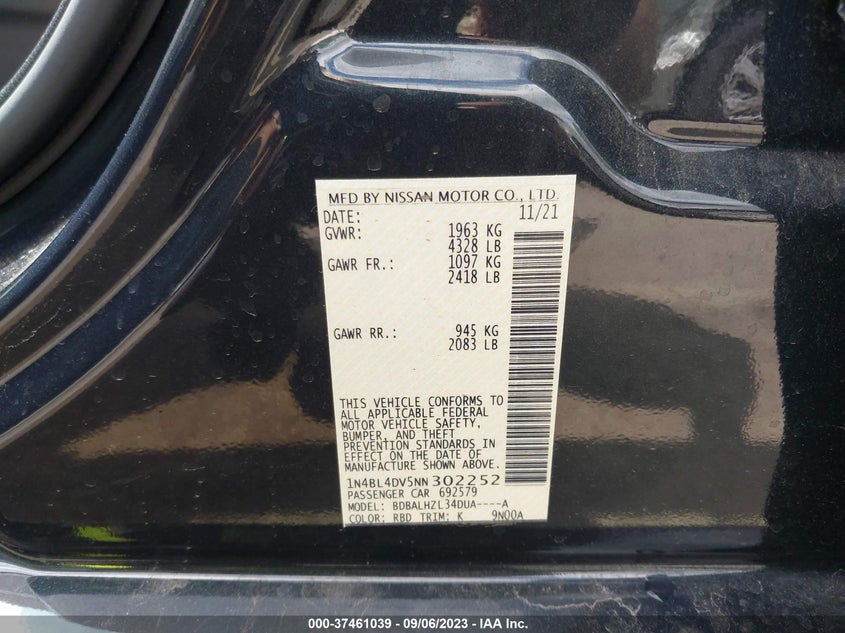 MFD BY NISSAN MOTOR CO., LTD.
DATE: 11/21
GVWR: 1963 KG
4328 LB
GAWR FR.: 1097 KG
2418 LB
GAWR RR.: 945 KG
2083 LB
THIS VEHICLE CONFORMS TO
ALL APPLICABLE FEDERAL
MOTOR VEHICLE SAFETY,
BUMPER, AND THEFT
PREVENTION STANDARDS IN
EFFECT ON THE DATE OF
MANUFACTURE SHOWN ABOVE.
1N4BL4DV5NN302252
PASSENGER CAR 692579
MODEL: BDBALHZL34DUA----A
COLOR: RBD TRIM: K 9N00A
000-37461039 - 09/06/2023 - IAA Inc.